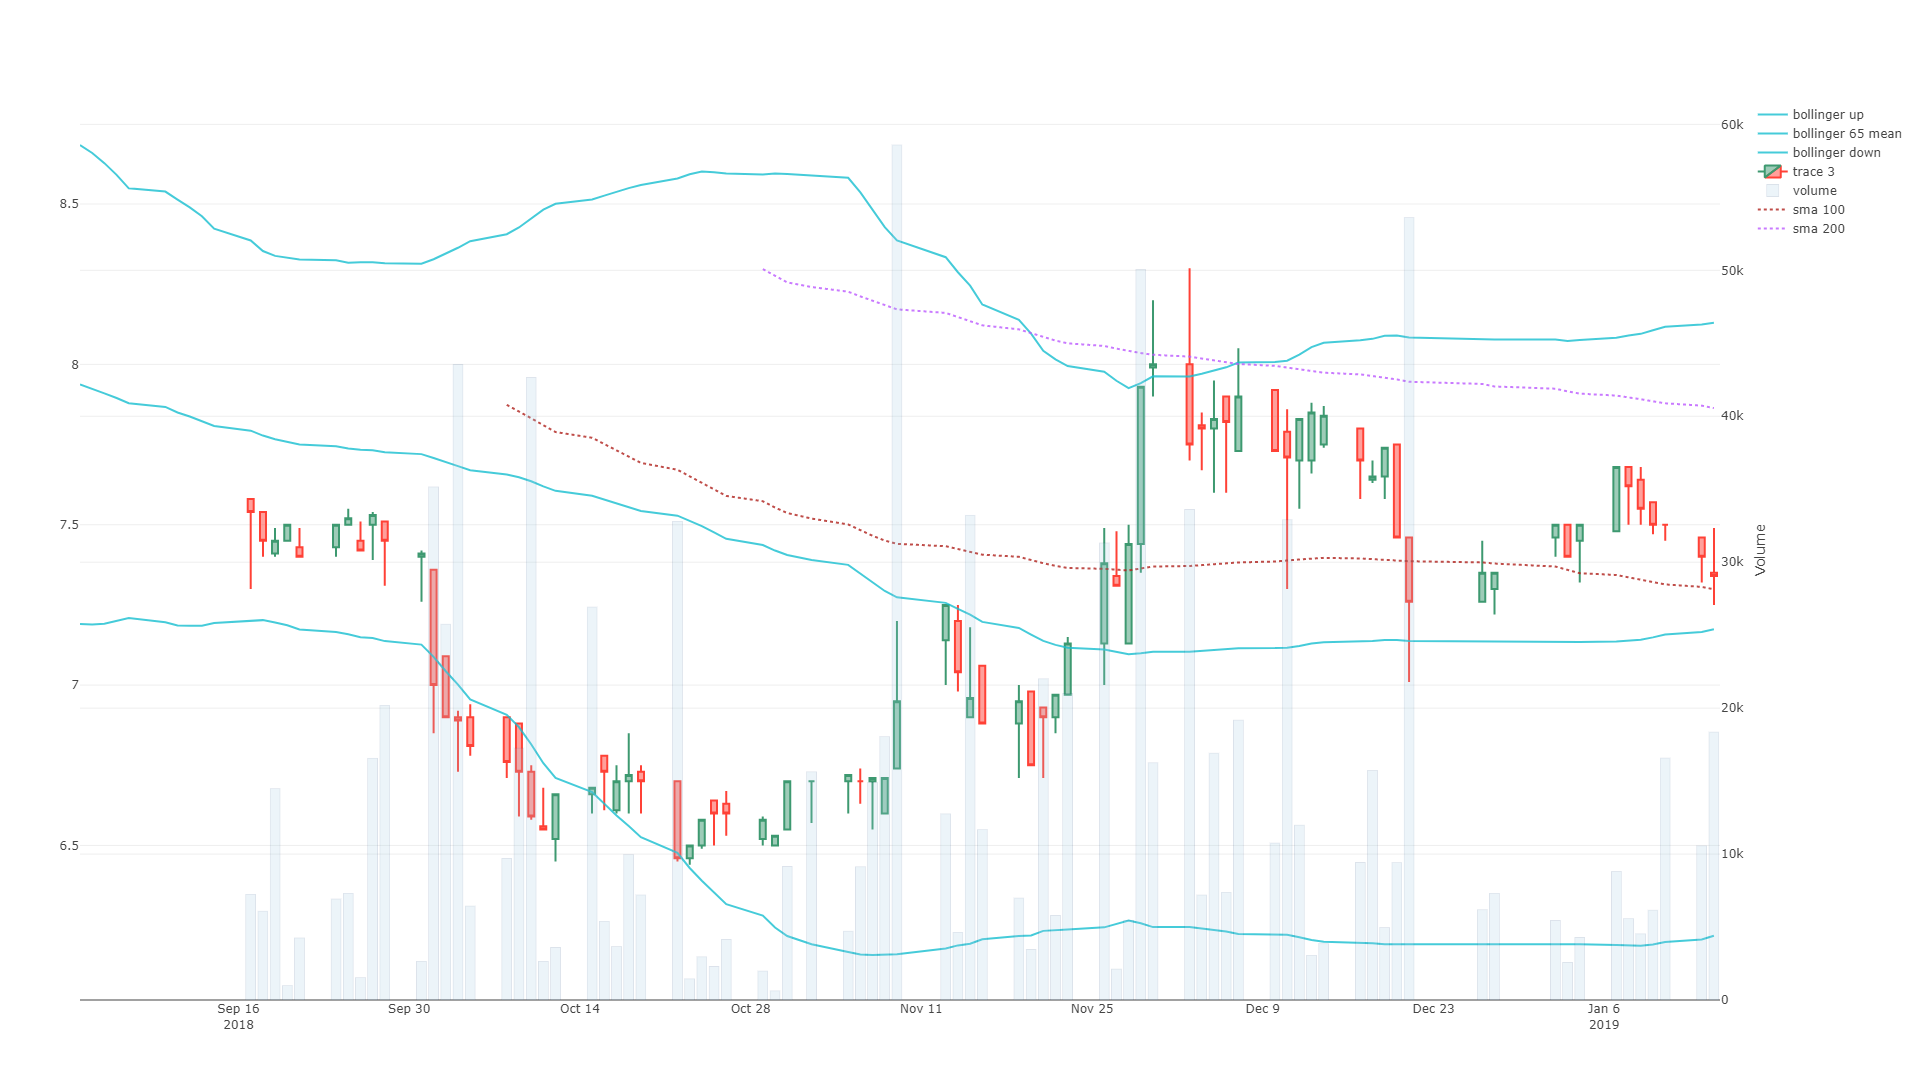 bollinger up
bollinger 65 mean
bollinger down
trace 3
volume
sma 100
sma 200
8.5
8
7.5
7
6.5
60k
50k
40k
30k
20k
10k
0
Volume
Sep 16
2018
Sep 30
Oct 14
Oct 28
Nov 11
Nov 25
Dec 9
Dec 23
Jan 6
2019